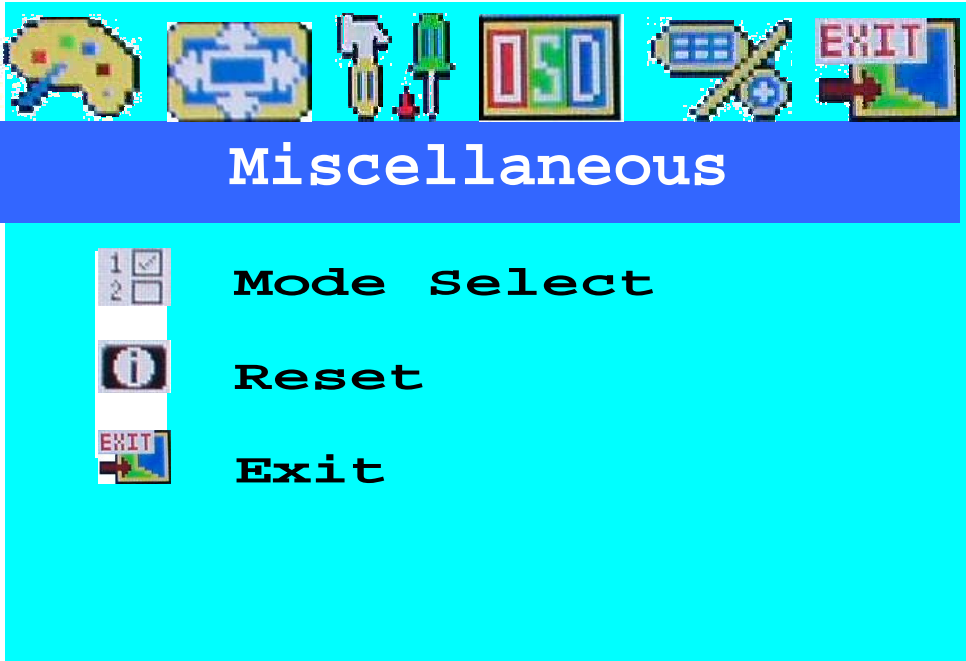 OSD
EXIT
Miscellaneous
1
2
Mode Select
i
Reset
EXIT
Exit